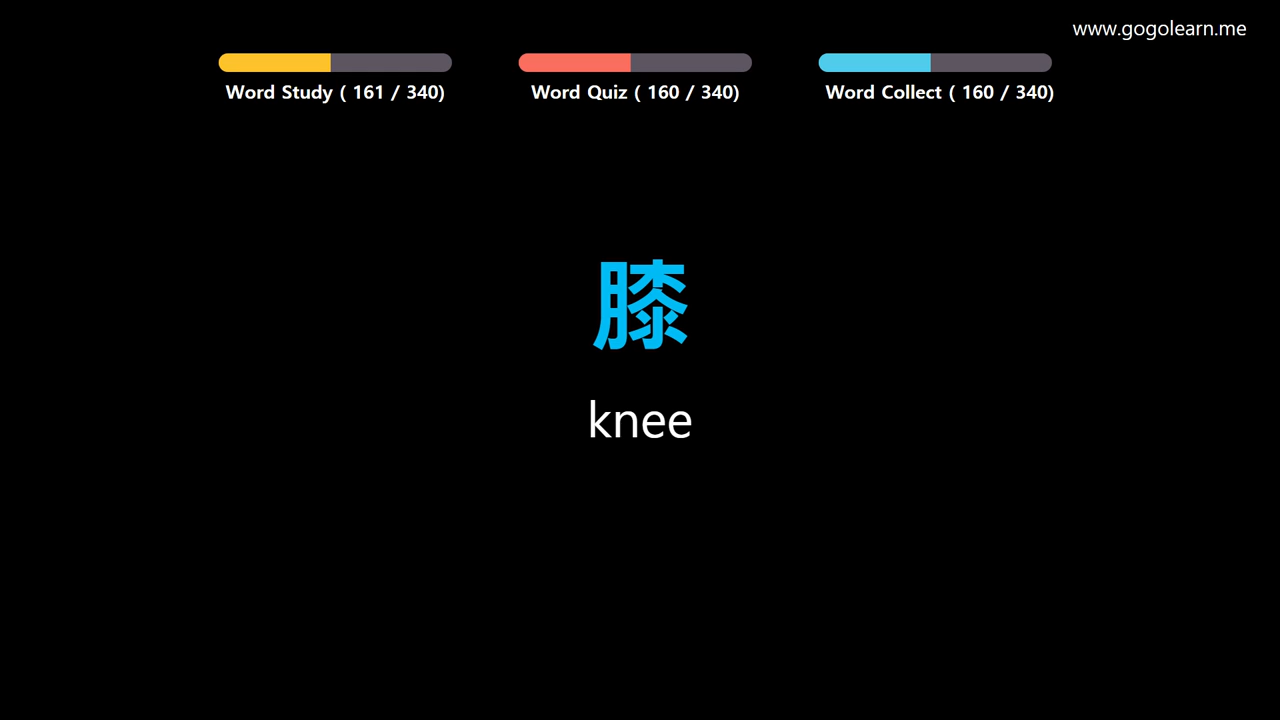 www.gogolearn.me
Word Study ( 161 / 340)
Word Quiz ( 160 / 340)
Word Collect ( 160 / 340)
膝
knee